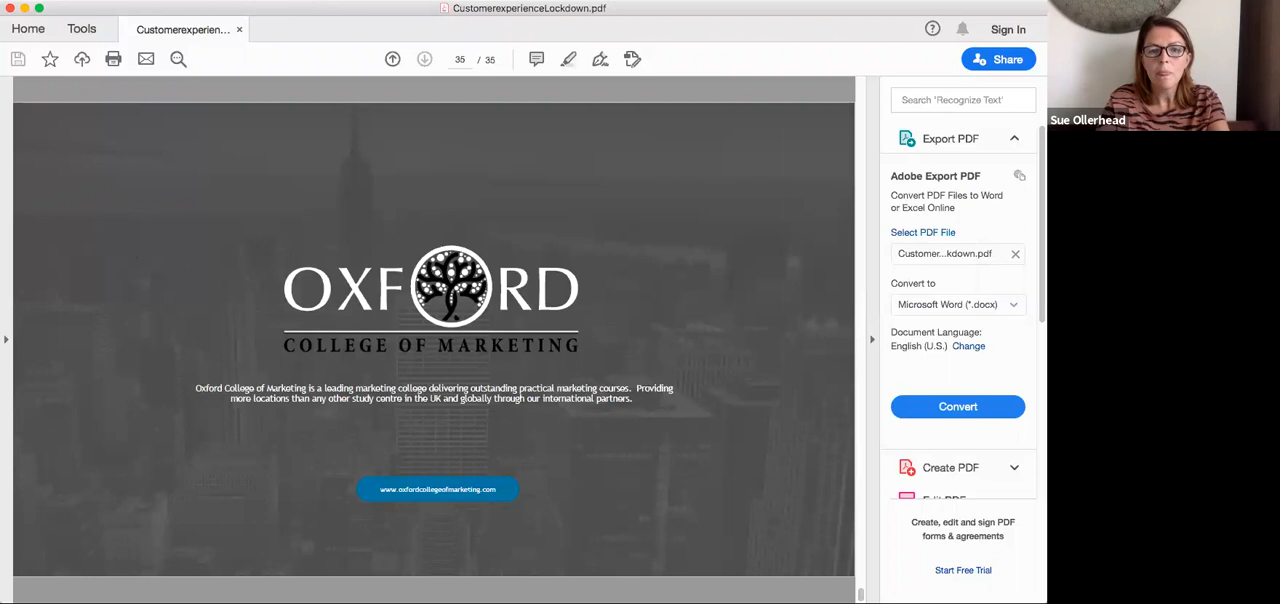 CustomerexperienceLockdown.pdf
Home
Tools
Customerexperien...
Sign In
35 / 35
Share
Search 'Recognize Text'
Export PDF
Adobe Export PDF
Convert PDF Files to Word
or Excel Online
Select PDF File
Customer...kdown.pdf
Convert to
Microsoft Word (*.docx)
Document Language:
English (U.S.) Change
Convert
Create PDF
Edit PDF
Create, edit and sign PDF
forms & agreements
Start Free Trial
OXFORD
COLLEGE OF MARKETING
Oxford College of Marketing is a leading marketing college delivering outstanding practical marketing courses. Providing
more locations than any other study centre in the UK and globally through our international partners.
www.oxfordcollegeofmarketing.com
Sue Ollerhead